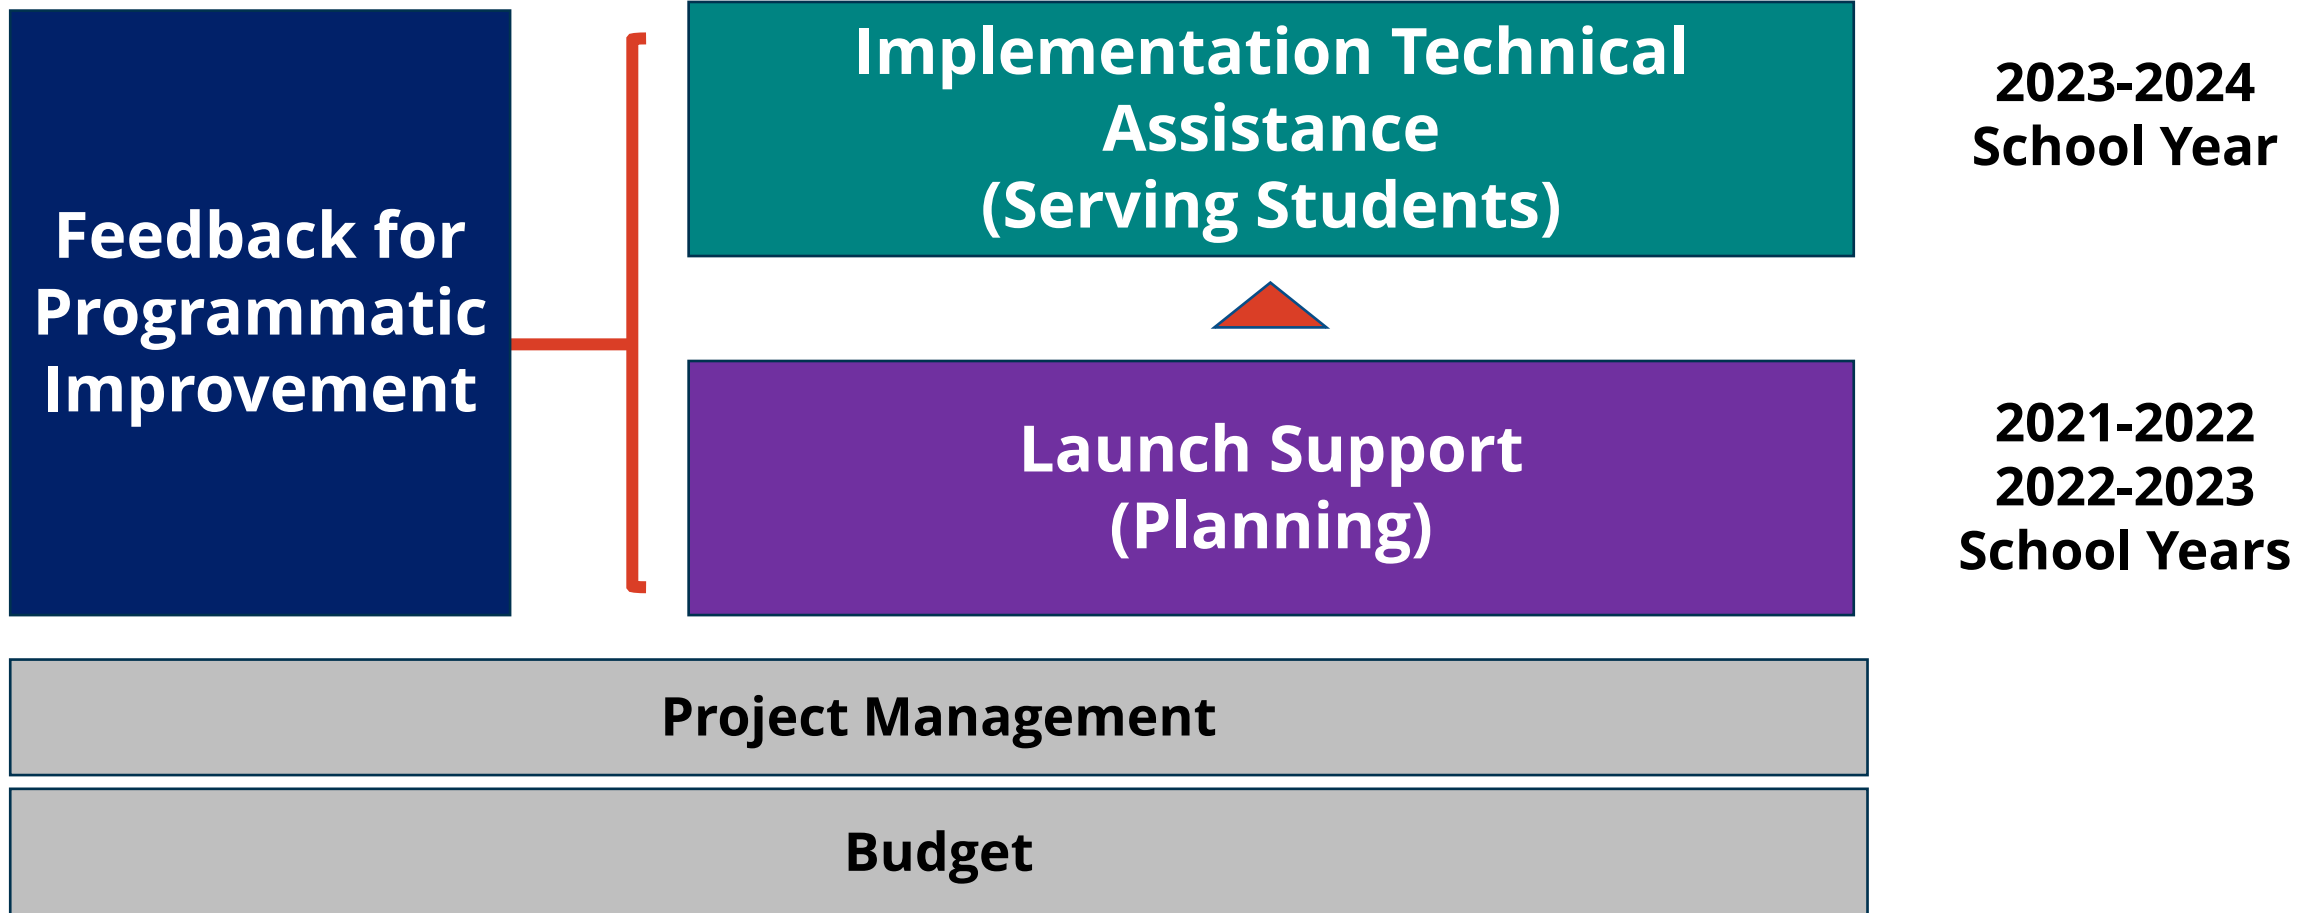 Feedback for
Programmatic
Improvement
Implementation Technical
Assistance
(Serving Students)
2023-2024
School Year
Launch Support
(Planning)
2021-2022
2022-2023
School Years
Project Management
Budget